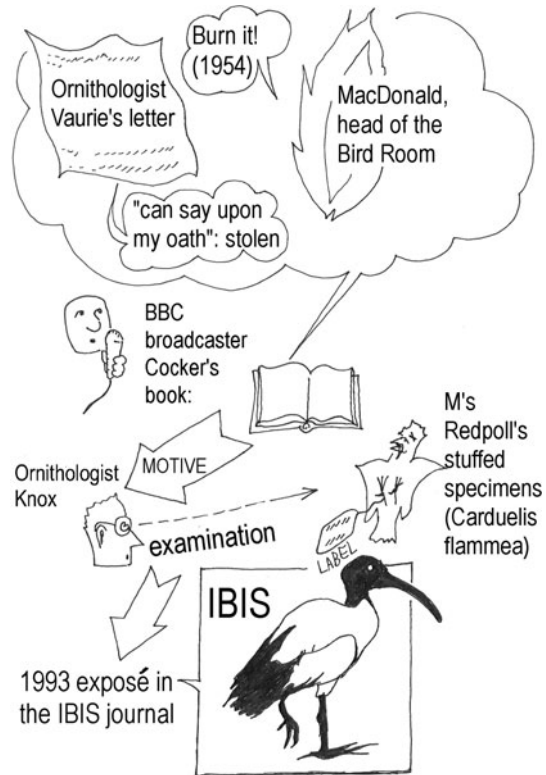 Burn it!
(1954)
Ornithologist
Vaurie's letter
MacDonald,
head of the
Bird Room
"can say upon
my oath": stolen
BBC
broadcaster
Cocker's
book:
M's
Redpoll's
stuffed
specimens
(Carduelis
flammea)
MOTIVE
Ornithologist
Knox
examination
LABEL
IBIS
1993 exposé in
the IBIS journal